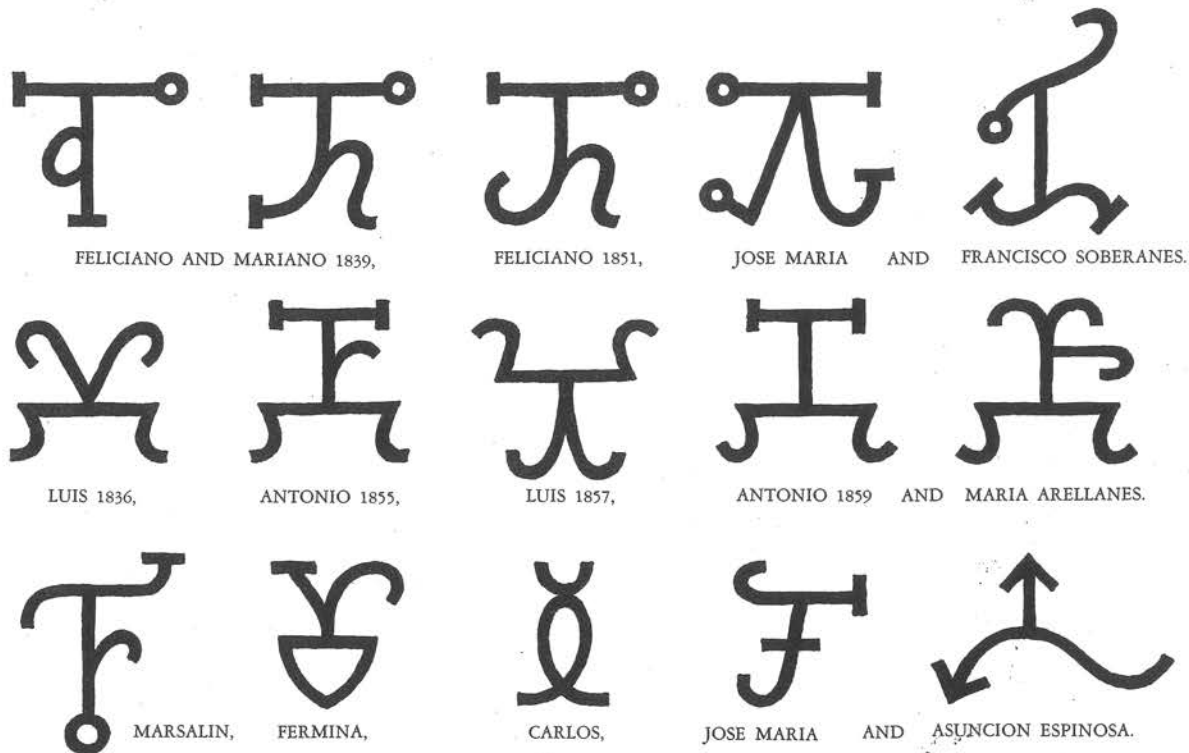 FELICIANO AND MARIANO 1839, FELICIANO 1851, JOSE MARIA AND FRANCISCO SOBERANES.
LUIS 1836, ANTONIO 1855, LUIS 1857, ANTONIO 1859 AND MARIA ARELLANES.
MARSALIN, FERMINA, CARLOS, JOSE MARIA AND ASUNCION ESPINOSA.